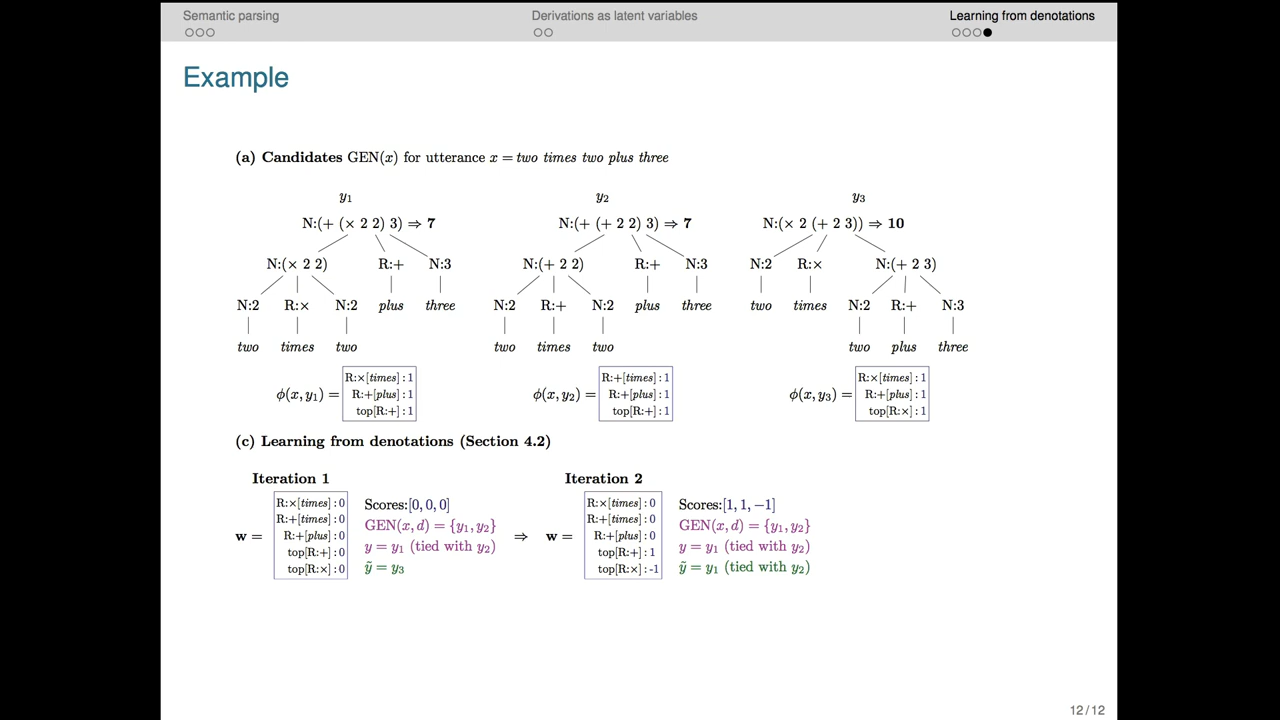 Semantic parsing Derivations as latent variables Learning from denotations
Example
(a) Candidates GEN(x) for utterance x = two times two plus three
y₁ y₂ y₃
N:(+ (× 2 2) 3) ⇒ 7 N:(+ (+ 2 2) 3) ⇒ 7 N:(× 2 (+ 2 3)) ⇒ 10
N:(× 2 2) R:+ N:3 N:(+ 2 2) R:+ N:3 N:2 R:× N:(+ 2 3)
N:2 R:× N:2 plus three N:2 R:+ N:2 plus three two times N:2 R:+ N:3
two times two two times two two plus three
R:×[times] : 1 R:+[times] : 1 R:×[times] : 1
ϕ(x, y₁) = R:+[plus] : 1 ϕ(x, y₂) = R:+[plus] : 1 ϕ(x, y₃) = R:+[plus] : 1
top[R:+] : 1 top[R:+] : 1 top[R:×] : 1
(c) Learning from denotations (Section 4.2)
Iteration 1 Iteration 2
R:×[times] : 0 Scores:[0, 0, 0] R:×[times] : 0 Scores:[1, 1, −1]
R:+[times] : 0 GEN(x, d) = {y₁, y₂} R:+[times] : 0 GEN(x, d) = {y₁, y₂}
w = R:+[plus] : 0 ⇒ w = R:+[plus] : 0
top[R:+] : 0 y = y₁ (tied with y₂) top[R:+] : 1 y = y₁ (tied with y₂)
top[R:×] : 0 ỹ = y₃ top[R:×] : -1 ỹ = y₁ (tied with y₂)
12 / 12